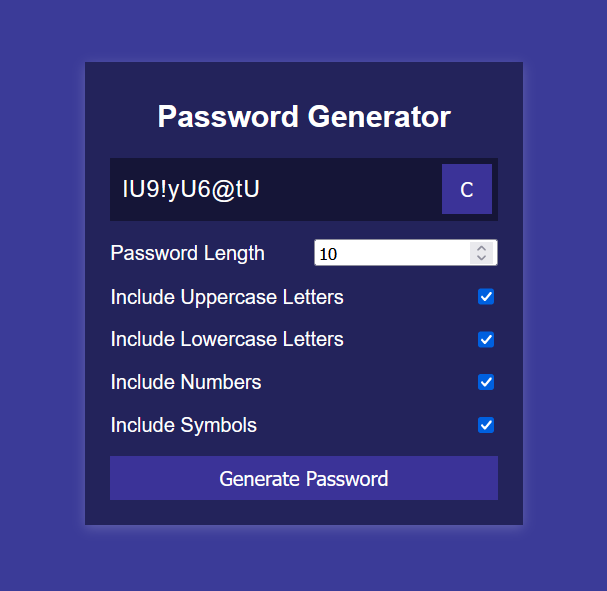 Password Generator
lU9!yU6@tU
C
Password Length
10
Include Uppercase Letters
Include Lowercase Letters
Include Numbers
Include Symbols
Generate Password